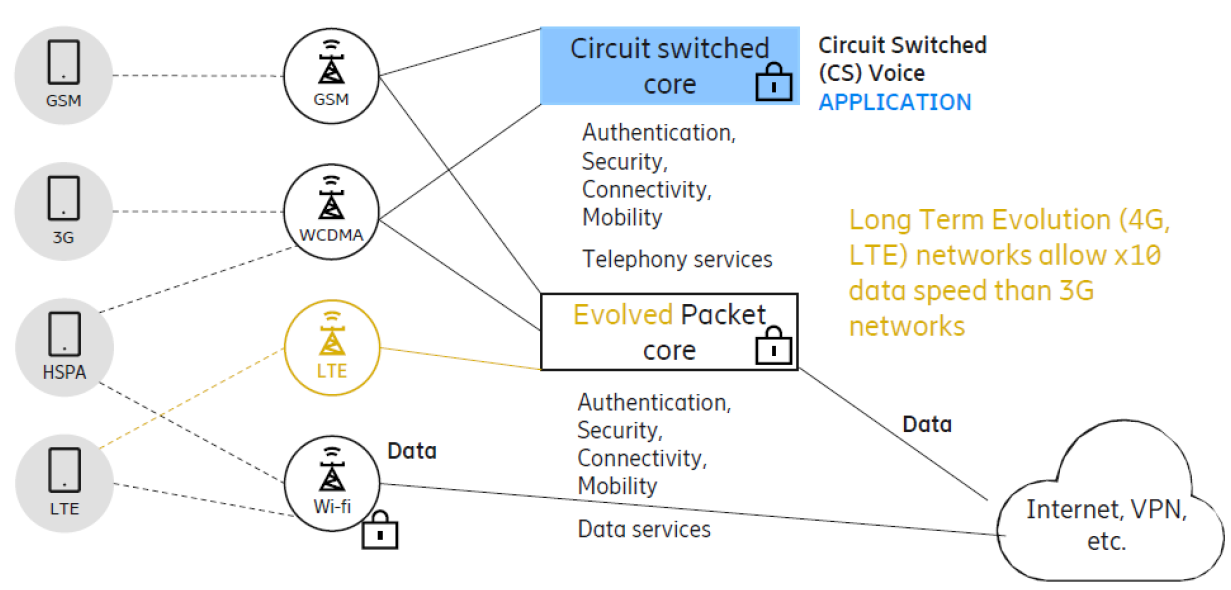 GSM
GSM
Circuit switched
core
Circuit Switched
(CS) Voice
APPLICATION
Authentication,
Security,
Connectivity,
Mobility
Telephony services
3G
WCDMA
Long Term Evolution (4G,
LTE) networks allow x10
data speed than 3G
networks
Evolved Packet
core
HSPA
LTE
Authentication,
Security,
Connectivity,
Mobility
Data services
Data
Data
LTE
Wi-fi
Internet, VPN,
etc.